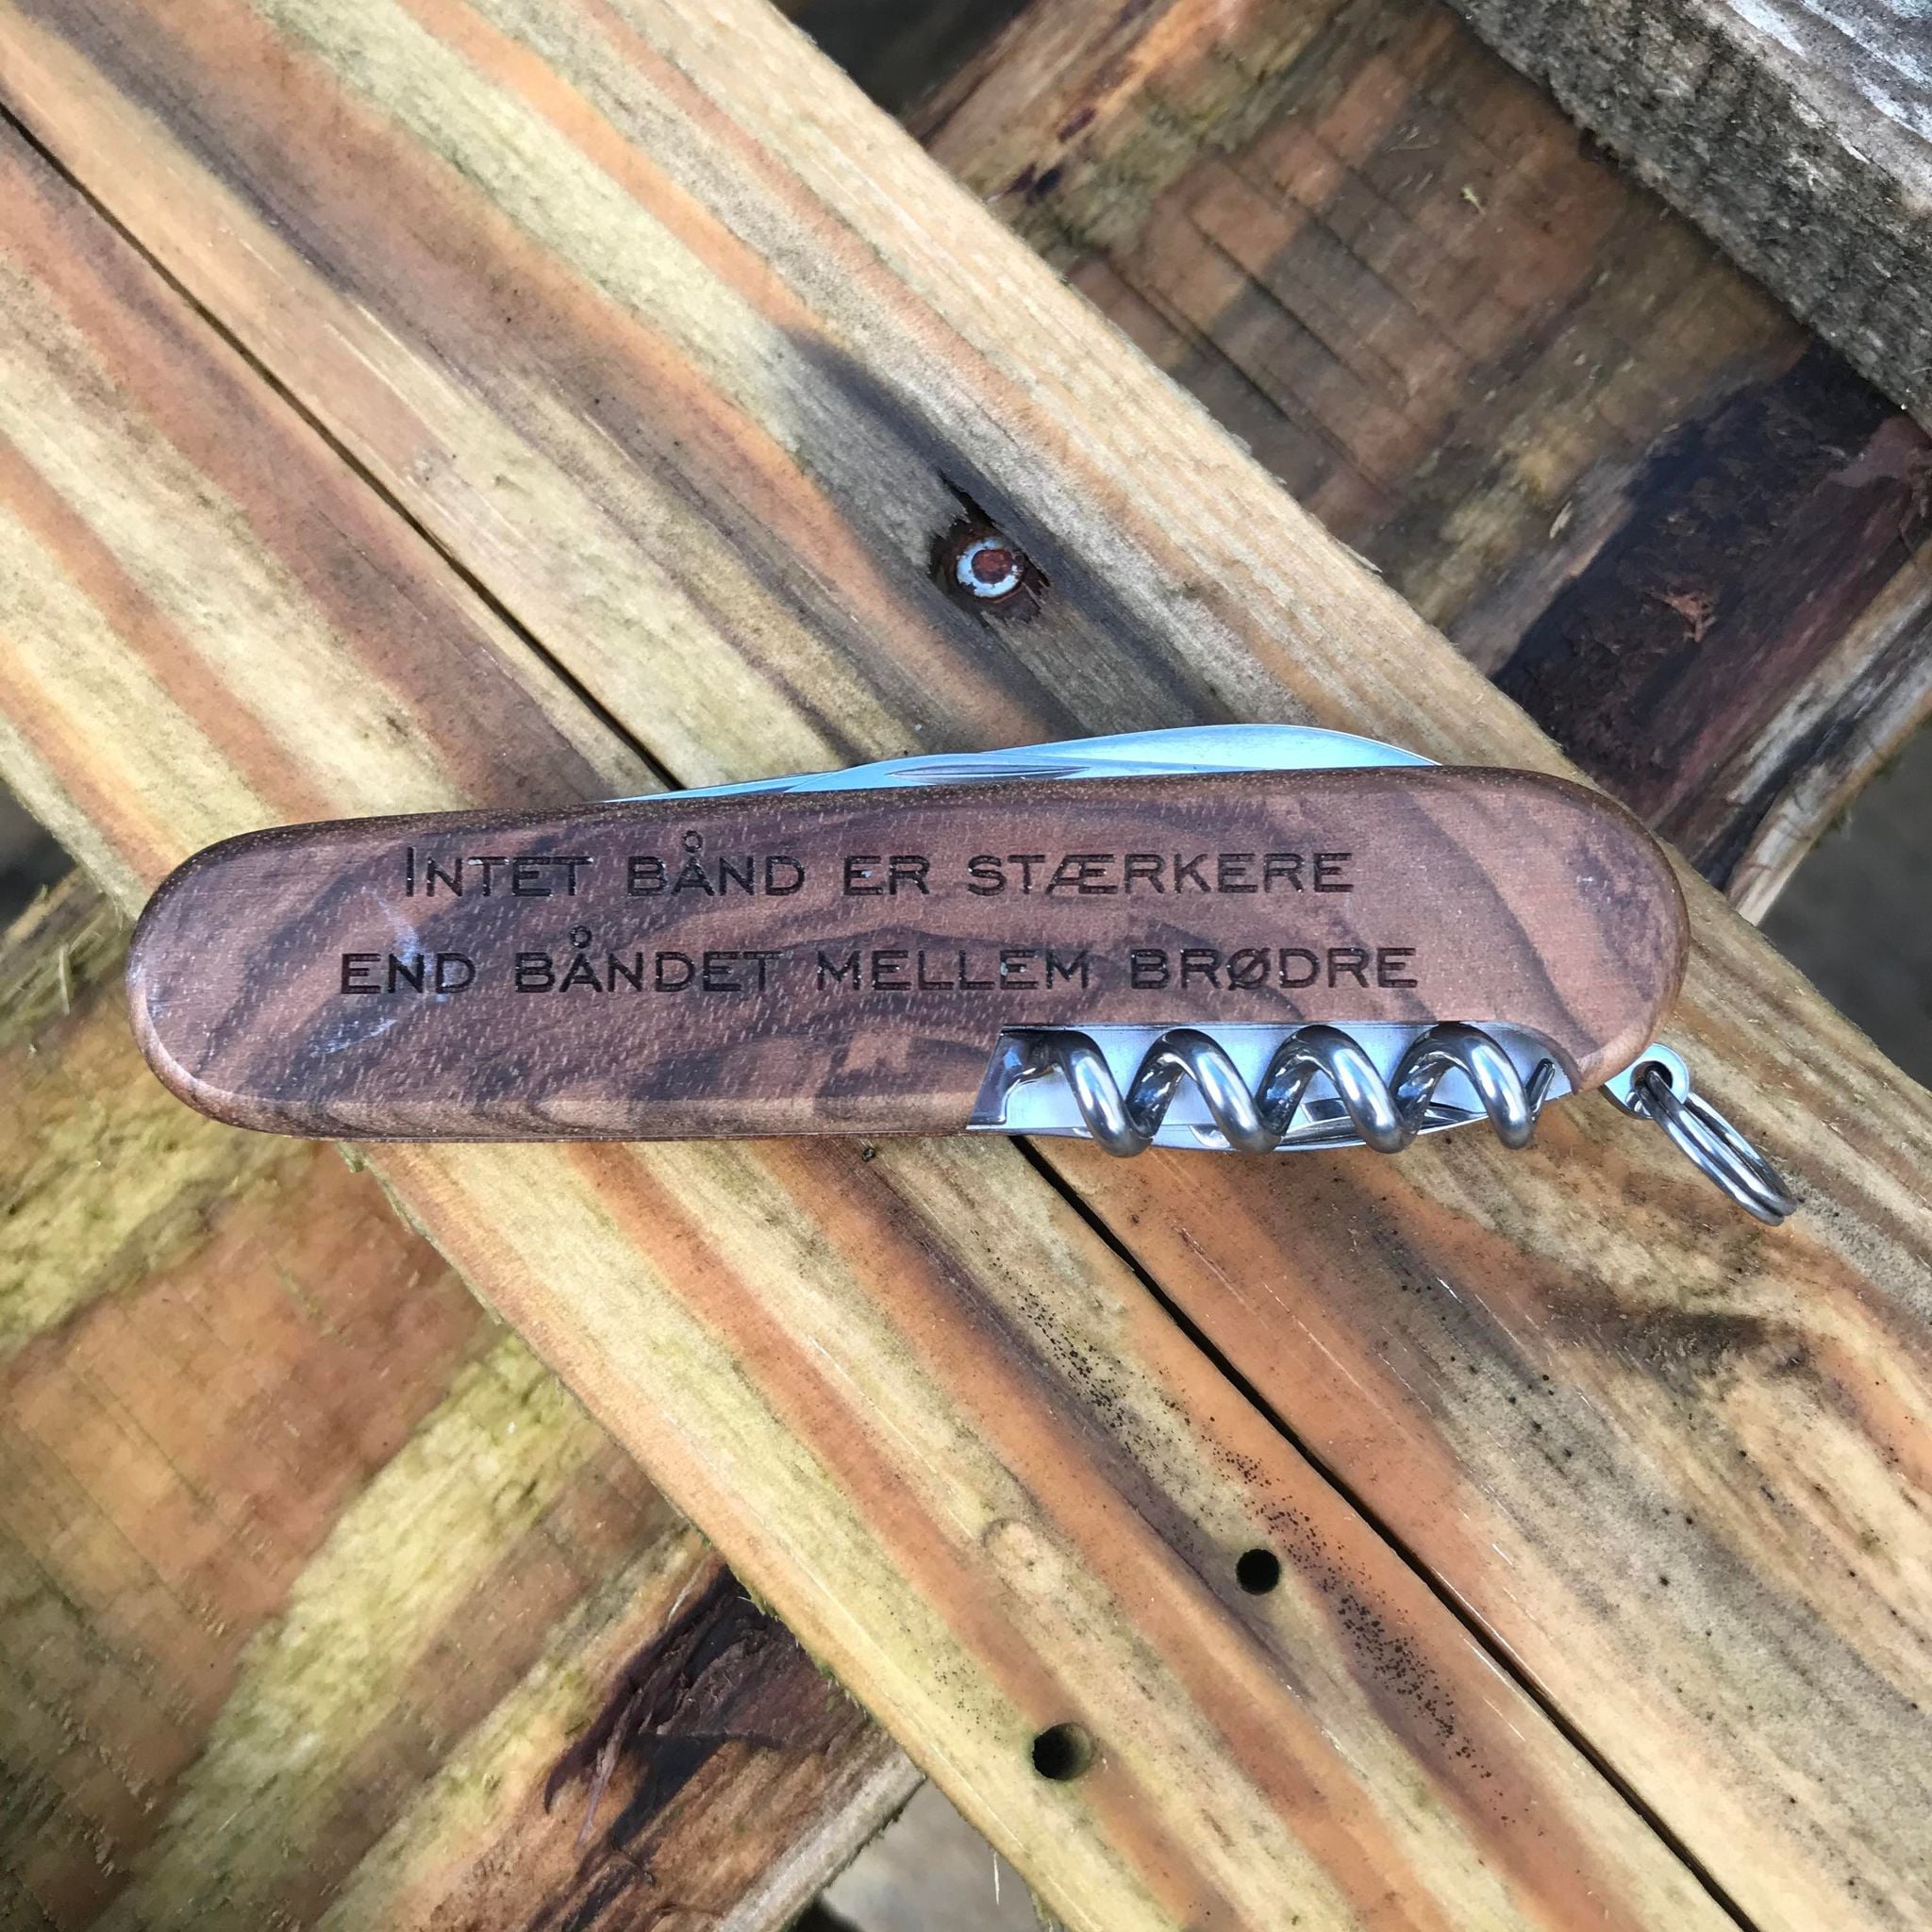 Intet bånd er stærkere
end båndet mellem brødre